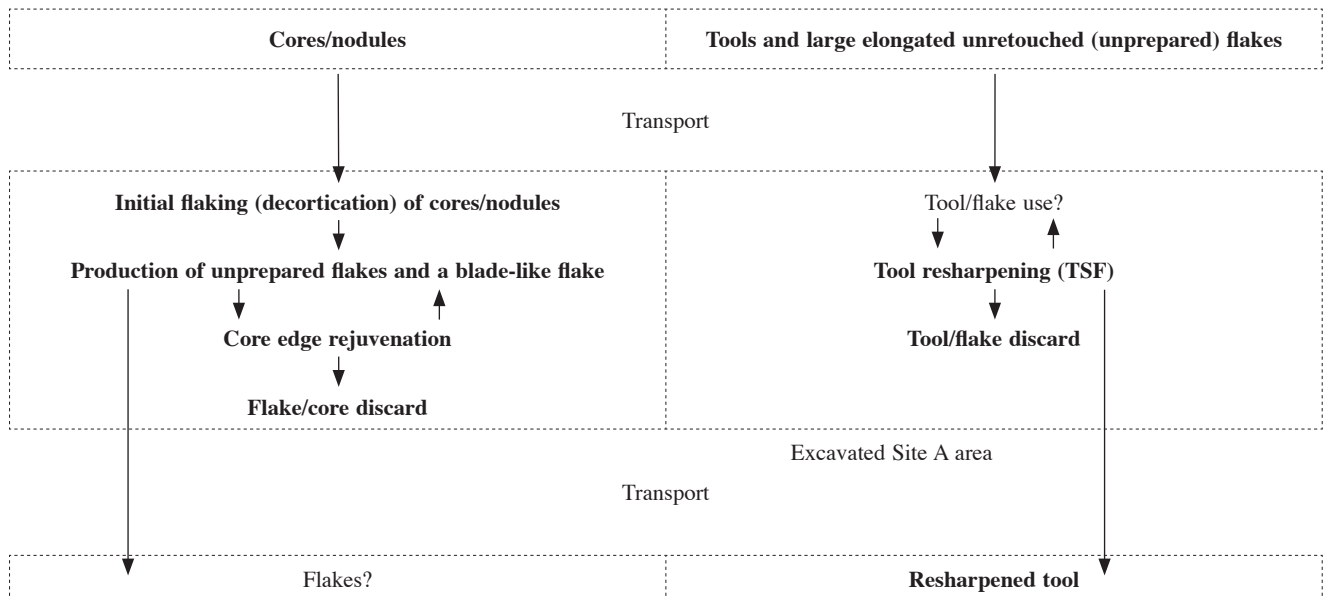 Cores/nodules
Tools and large elongated unretouched (unprepared) flakes
Transport
Initial flaking (decortication) of cores/nodules
Production of unprepared flakes and a blade-like flake
Core edge rejuvenation
Flake/core discard
Tool/flake use?
Tool resharpening (TSF)
Tool/flake discard
Excavated Site A area
Transport
Flakes?
Resharpened tool